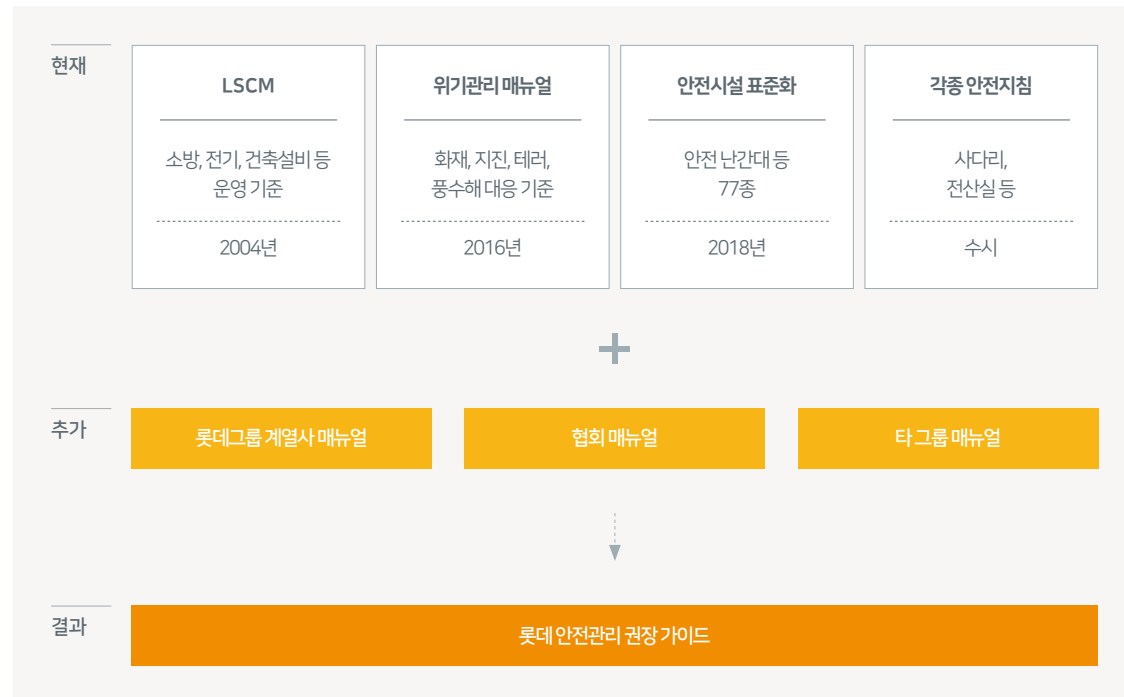 현재
LSCM
소방, 전기, 건축설비 등
운영 기준
2004년
위기관리 매뉴얼
화재, 지진, 테러,
풍수해 대응 기준
2016년
안전시설 표준화
안전 난간대 등
77종
2018년
각종 안전지침
사다리,
전산실 등
수시
+
추가
롯데그룹 계열사 매뉴얼
협회 매뉴얼
타 그룹 매뉴얼
결과
롯데 안전관리 권장 가이드